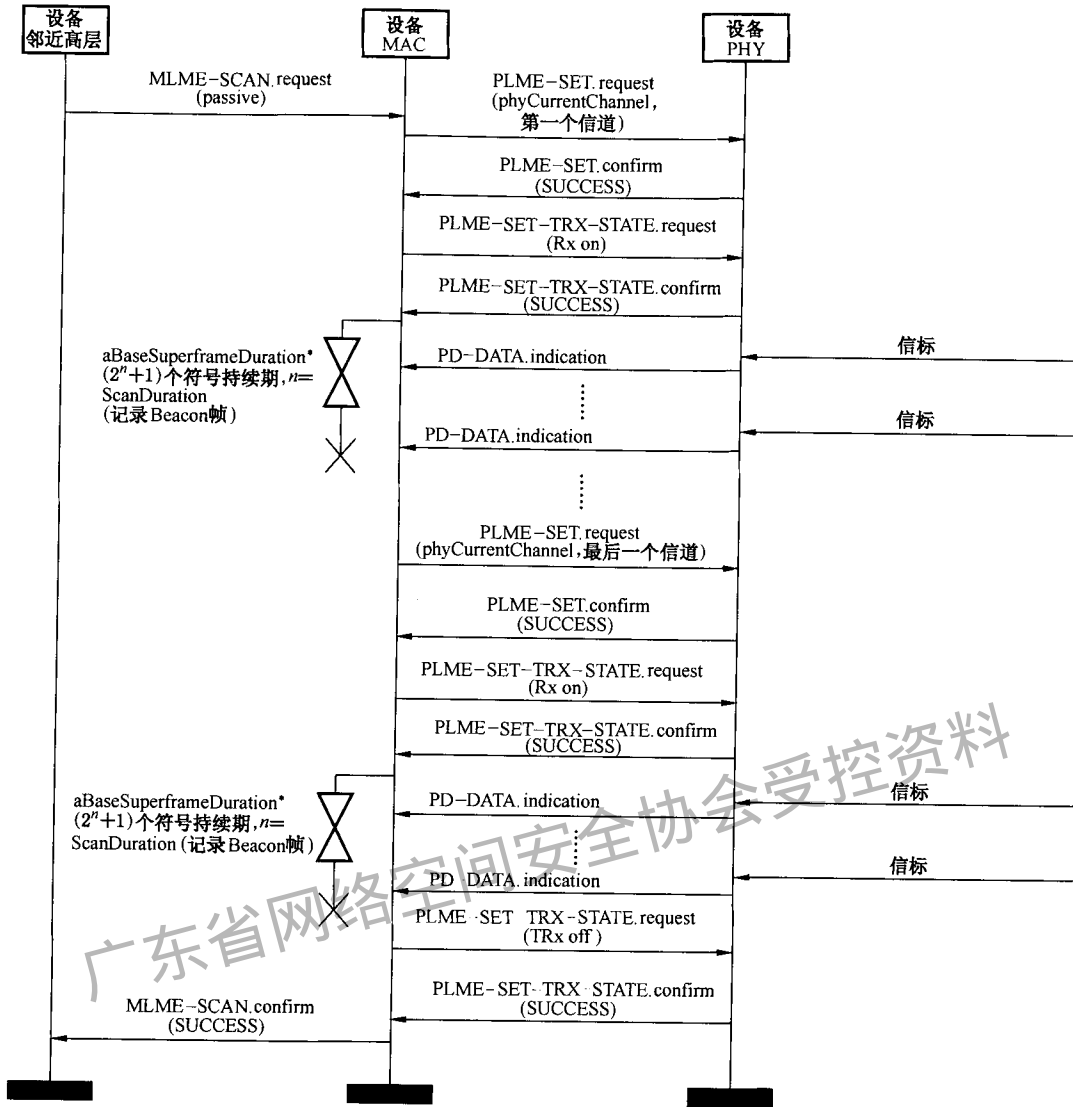 设备
邻近高层
设备
MAC
设备
PHY
MLME-SCAN.request
(passive)
PLME-SET.request
(phyCurrentChannel,
第一个信道)
PLME-SET.confirm
(SUCCESS)
PLME-SET-TRX-STATE.request
(Rx on)
PLME-SET-TRX-STATE.confirm
(SUCCESS)
aBaseSuperframeDuration*
(2ⁿ+1)个符号持续期,n=
ScanDuration
(记录Beacon帧)
PD-DATA.indication
信标
PD-DATA.indication
信标
PLME-SET.request
(phyCurrentChannel,最后一个信道)
PLME-SET.confirm
(SUCCESS)
PLME-SET-TRX-STATE.request
(Rx on)
PLME-SET-TRX-STATE.confirm
(SUCCESS)
aBaseSuperframeDuration*
(2ⁿ+1)个符号持续期,n=
ScanDuration (记录Beacon帧)
PD-DATA.indication
信标
PD DATA.indication
信标
PLME-SET TRX-STATE.request
(TRx off)
PLME-SET-TRX STATE.confirm
(SUCCESS)
MLME-SCAN.confirm
(SUCCESS)
广东省网络空间安全协会受控资料